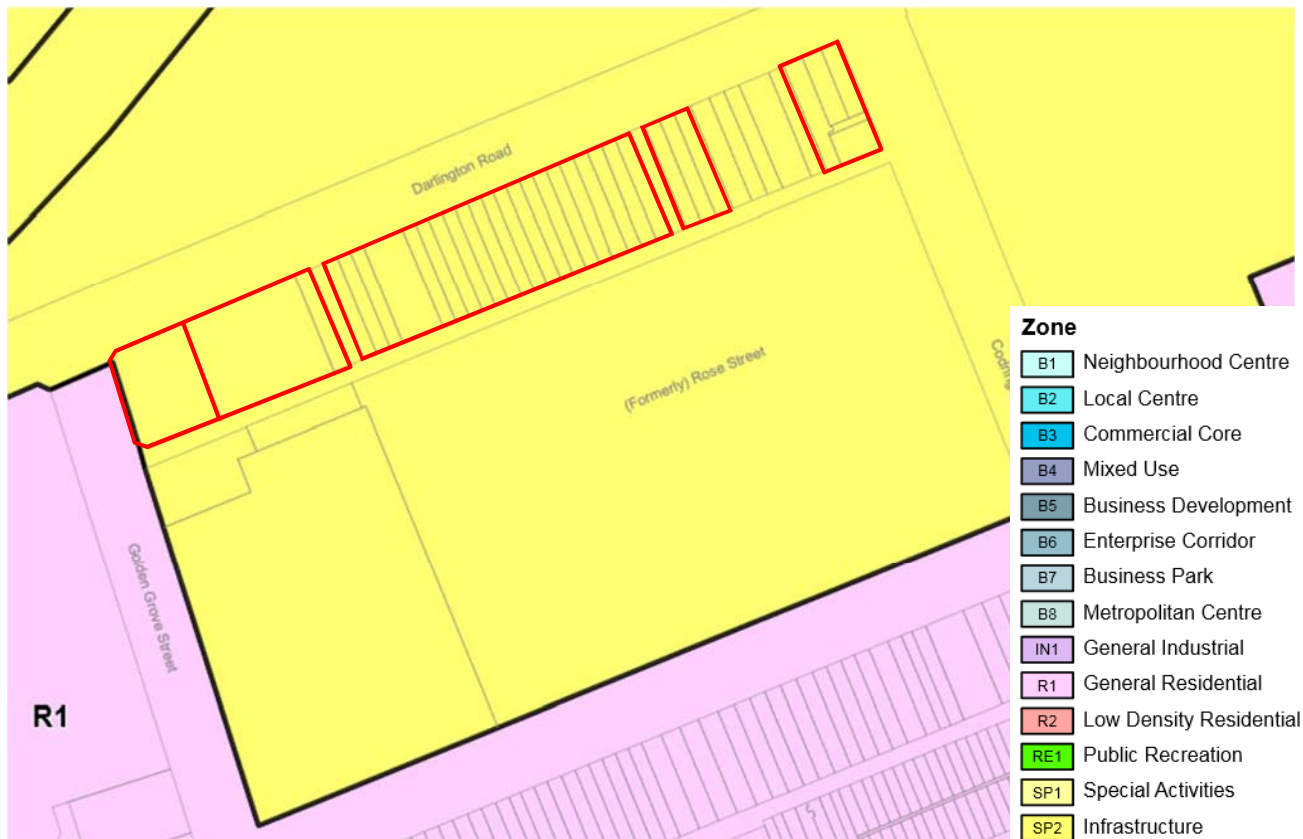 Darlington Road
(Formerly) Rose Street
Golden Grove Street
R1
Zone
B1 Neighbourhood Centre
B2 Local Centre
B3 Commercial Core
B4 Mixed Use
B5 Business Development
B6 Enterprise Corridor
B7 Business Park
B8 Metropolitan Centre
IN1 General Industrial
R1 General Residential
R2 Low Density Residential
RE1 Public Recreation
SP1 Special Activities
SP2 Infrastructure